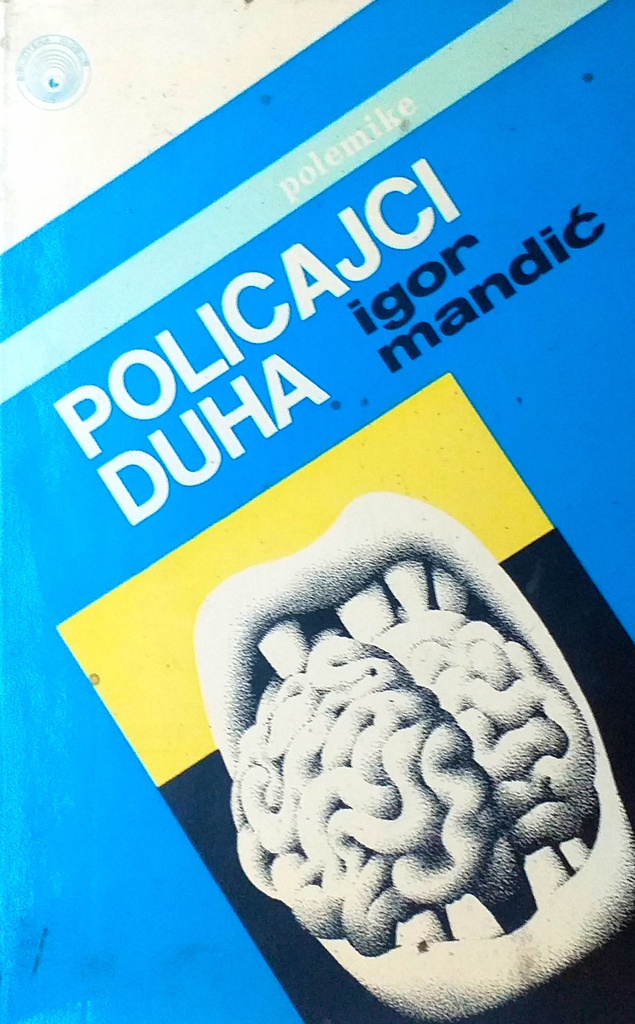 polemike
POLICAJCI
DUHA
igor
mandić